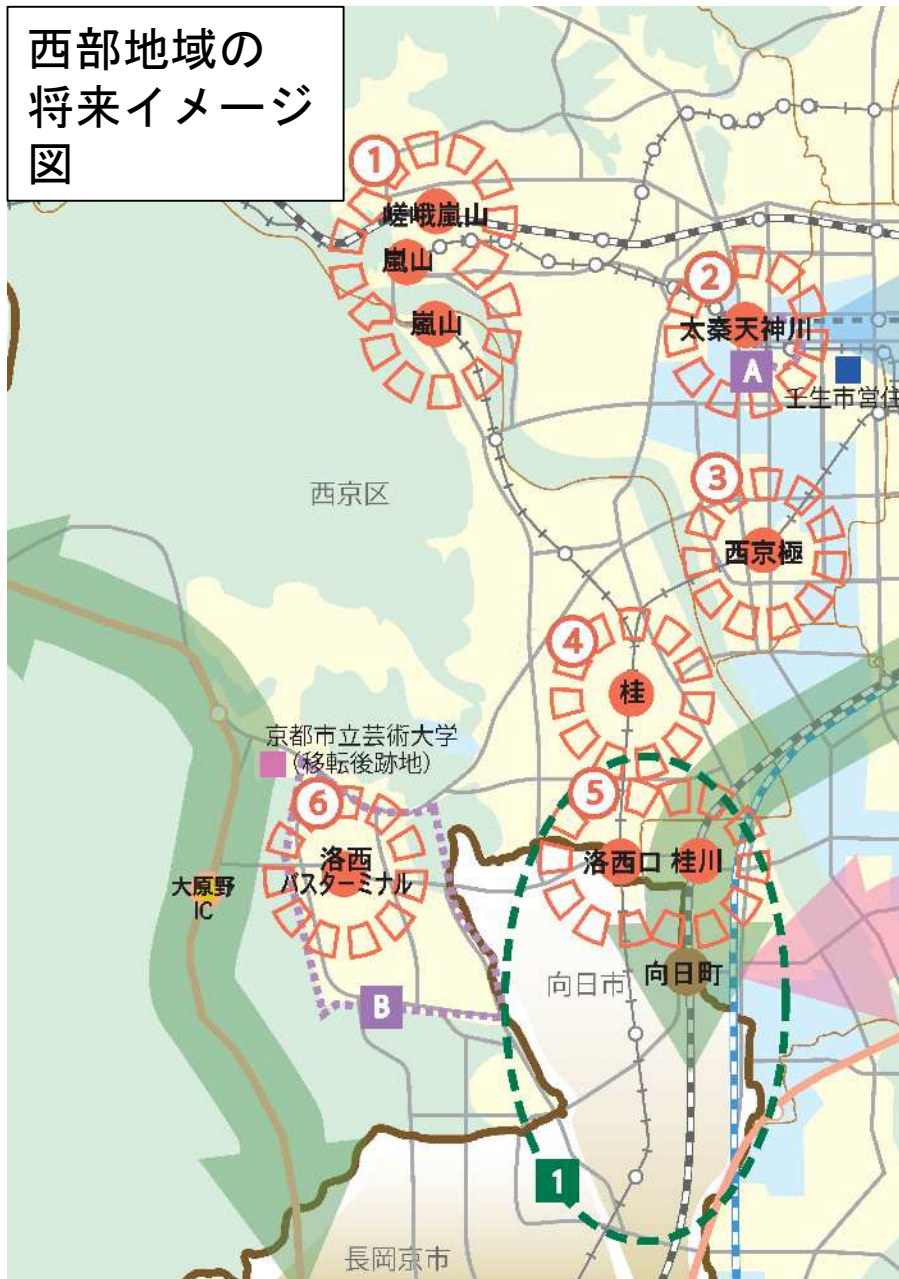 西部地域の
将来イメージ
図
1
嵯峨嵐山
嵐山
嵐山
2
太秦天神川
A
壬生市営住
西京区
3
西京極
4
桂
京都市立芸術大学
(移転後跡地)
5
6
洛西
バスターミナル
洛西口
桂川
大原野
IC
向日町
向日市
B
1
長岡京市